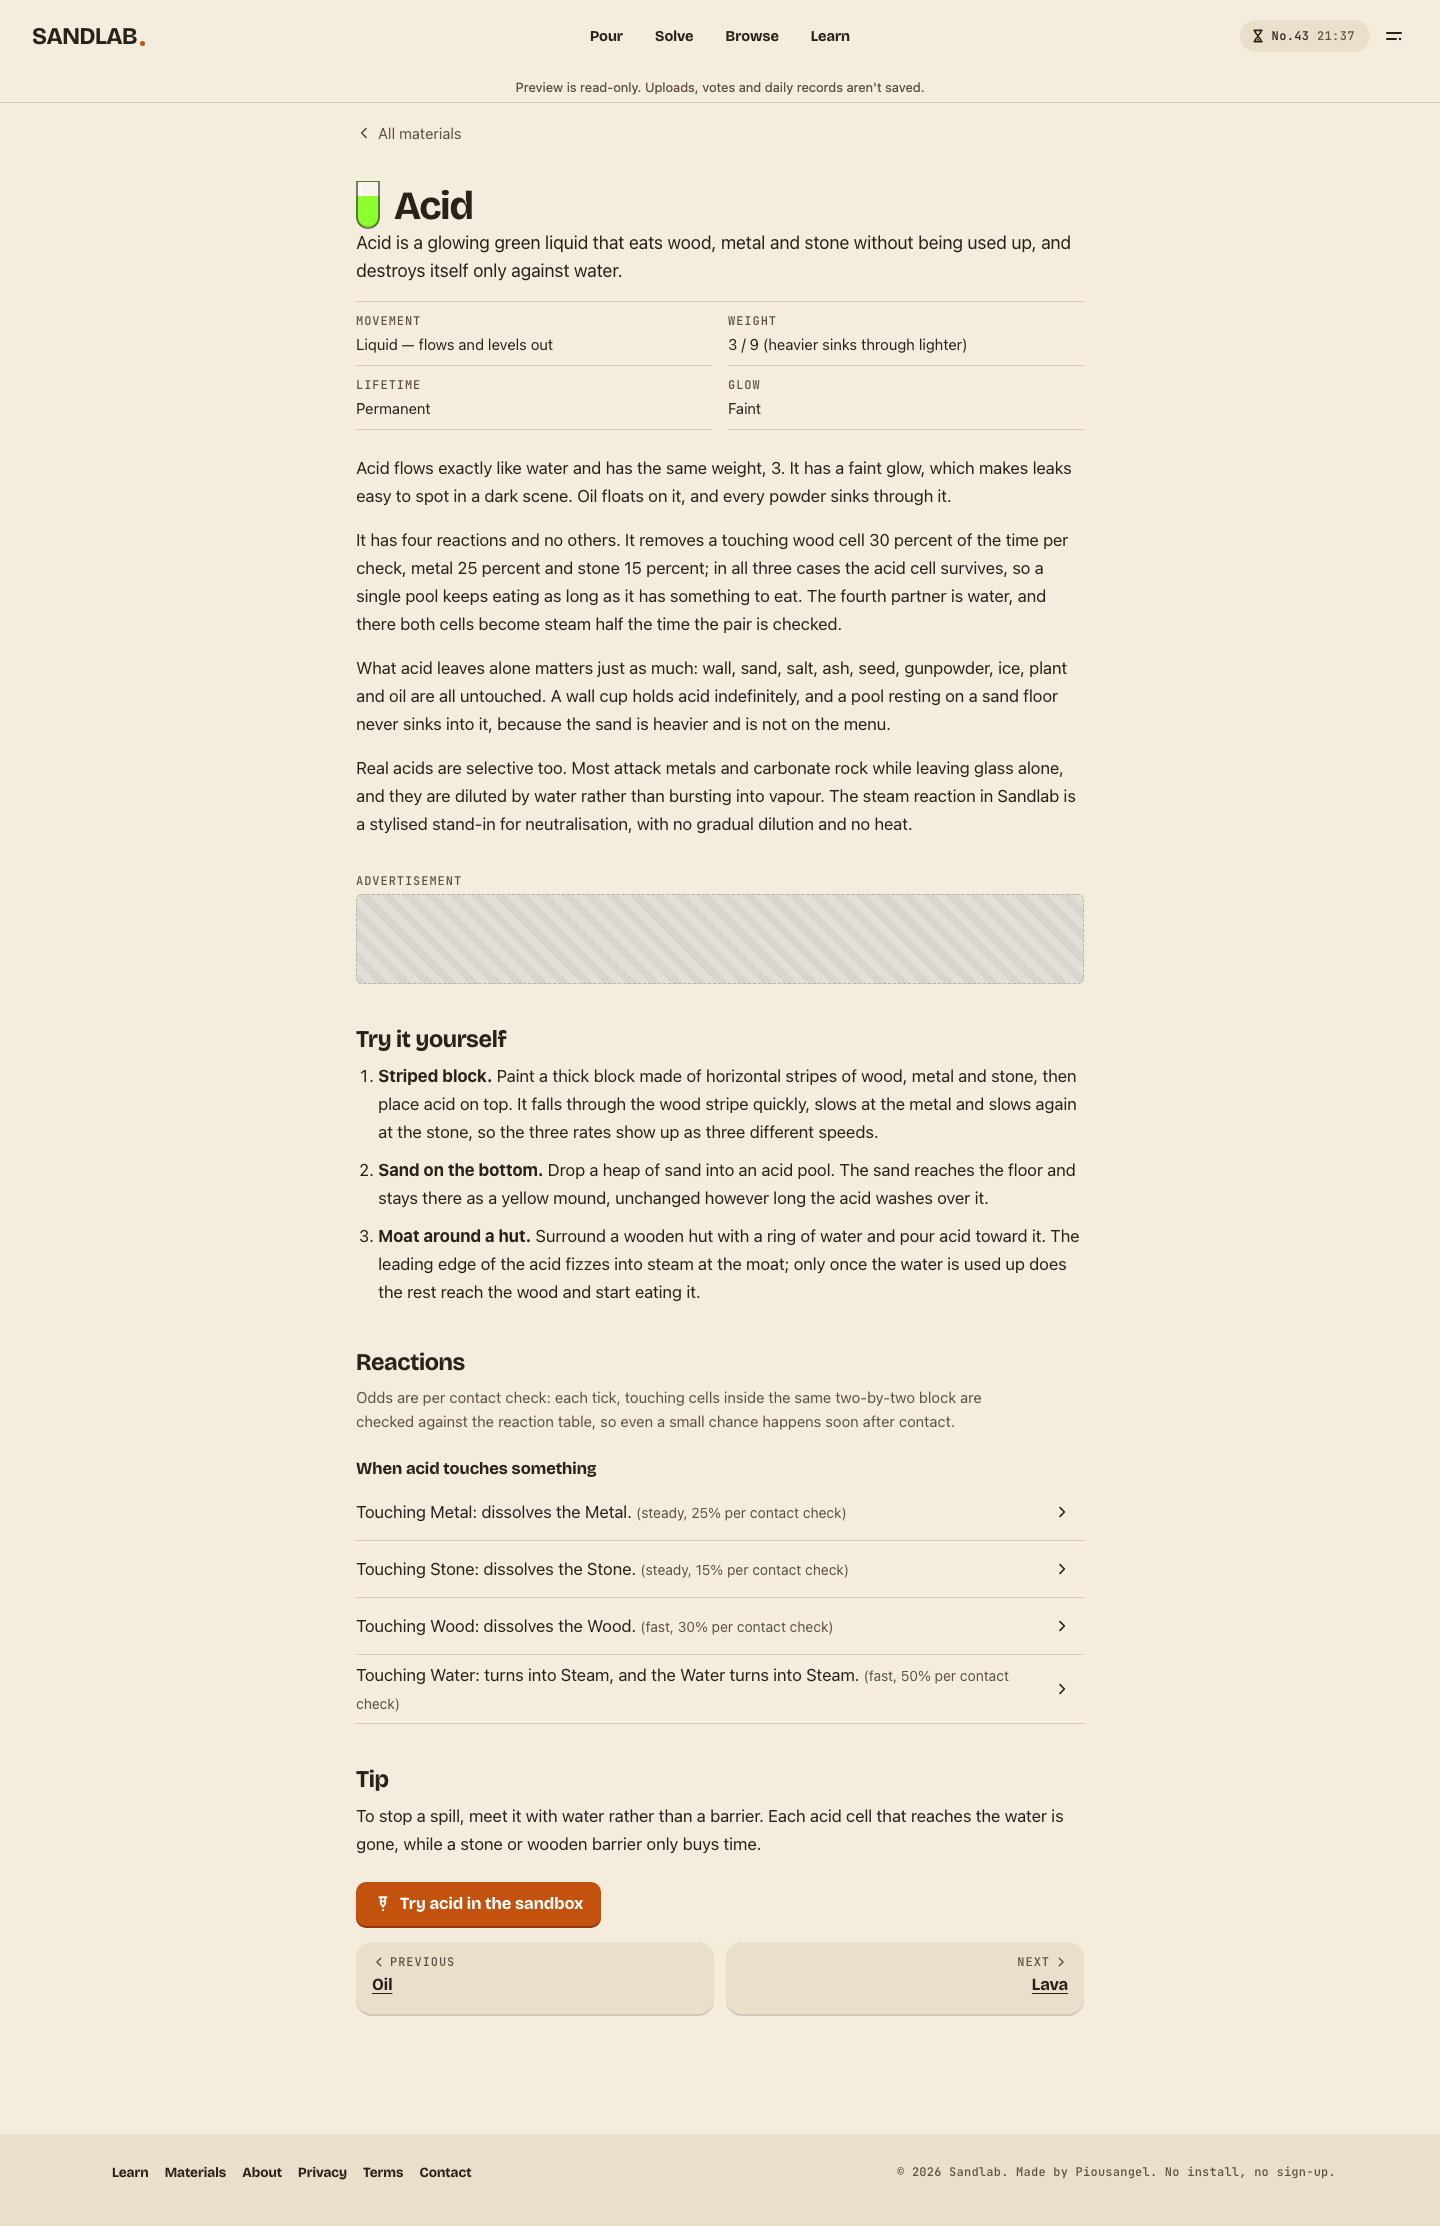 SANDLAB.
Pour Solve Browse Learn
No.43 21:37
Preview is read-only. Uploads, votes and daily records aren't saved.
All materials
Acid
Acid is a glowing green liquid that eats wood, metal and stone without being used up, and
destroys itself only against water.
MOVEMENT
Liquid — flows and levels out
WEIGHT
3 / 9 (heavier sinks through lighter)
LIFETIME
Permanent
GLOW
Faint
Acid flows exactly like water and has the same weight, 3. It has a faint glow, which makes leaks
easy to spot in a dark scene. Oil floats on it, and every powder sinks through it.
It has four reactions and no others. It removes a touching wood cell 30 percent of the time per
check, metal 25 percent and stone 15 percent; in all three cases the acid cell survives, so a
single pool keeps eating as long as it has something to eat. The fourth partner is water, and
there both cells become steam half the time the pair is checked.
What acid leaves alone matters just as much: wall, sand, salt, ash, seed, gunpowder, ice, plant
and oil are all untouched. A wall cup holds acid indefinitely, and a pool resting on a sand floor
never sinks into it, because the sand is heavier and is not on the menu.
Real acids are selective too. Most attack metals and carbonate rock while leaving glass alone,
and they are diluted by water rather than bursting into vapour. The steam reaction in Sandlab is
a stylised stand-in for neutralisation, with no gradual dilution and no heat.
ADVERTISEMENT
Try it yourself
1. Striped block. Paint a thick block made of horizontal stripes of wood, metal and stone, then
place acid on top. It falls through the wood stripe quickly, slows at the metal and slows again
at the stone, so the three rates show up as three different speeds.
2. Sand on the bottom. Drop a heap of sand into an acid pool. The sand reaches the floor and
stays there as a yellow mound, unchanged however long the acid washes over it.
3. Moat around a hut. Surround a wooden hut with a ring of water and pour acid toward it. The
leading edge of the acid fizzes into steam at the moat; only once the water is used up does
the rest reach the wood and start eating it.
Reactions
Odds are per contact check: each tick, touching cells inside the same two-by-two block are
checked against the reaction table, so even a small chance happens soon after contact.
When acid touches something
Touching Metal: dissolves the Metal. (steady, 25% per contact check)
Touching Stone: dissolves the Stone. (steady, 15% per contact check)
Touching Wood: dissolves the Wood. (fast, 30% per contact check)
Touching Water: turns into Steam, and the Water turns into Steam. (fast, 50% per contact
check)
Tip
To stop a spill, meet it with water rather than a barrier. Each acid cell that reaches the water is
gone, while a stone or wooden barrier only buys time.
Try acid in the sandbox
PREVIOUS
Oil
NEXT
Lava
Learn Materials About Privacy Terms Contact
© 2026 Sandlab. Made by Piousangel. No install, no sign-up.